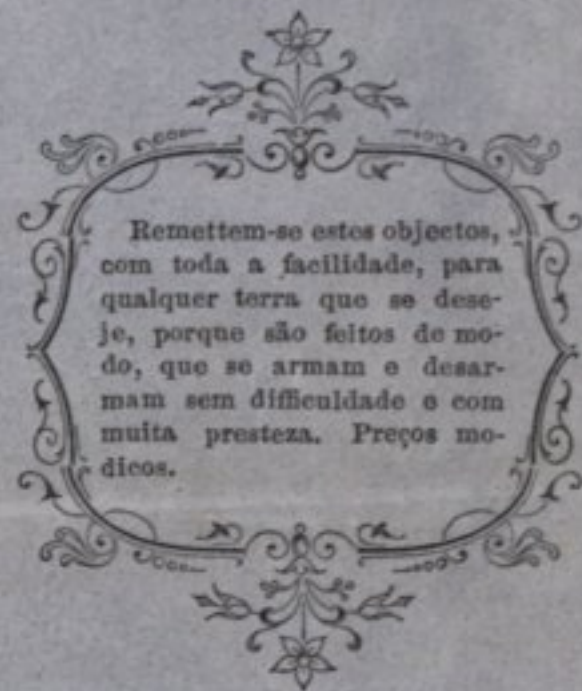 Remettem-se estes objectos,
com toda a facilidade, para
qualquer terra que se dese-
je, porque são feitos de mo-
do, que se armam e desar-
mam sem difficuldade e com
muita presteza. Preços mo-
dicos.